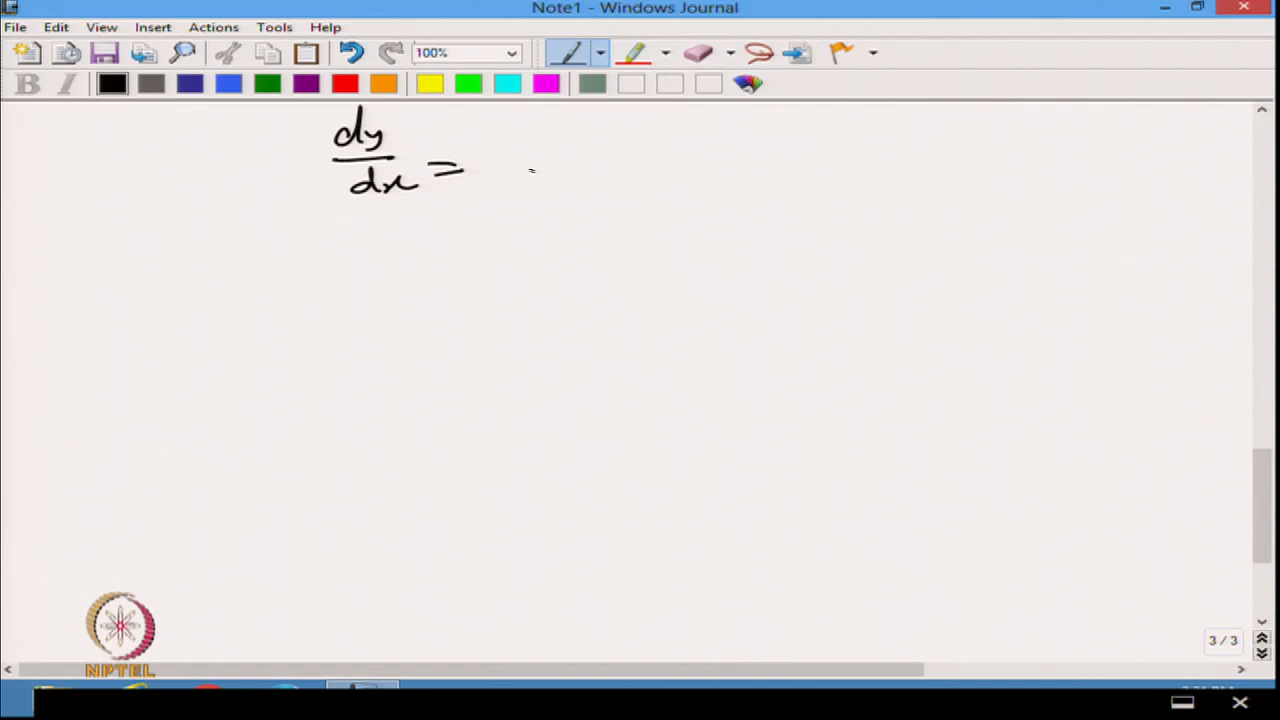 Note1 - Windows Journal
File Edit View Insert Actions Tools Help
100%
B I
dy
dx =
3 / 3
NPTEL